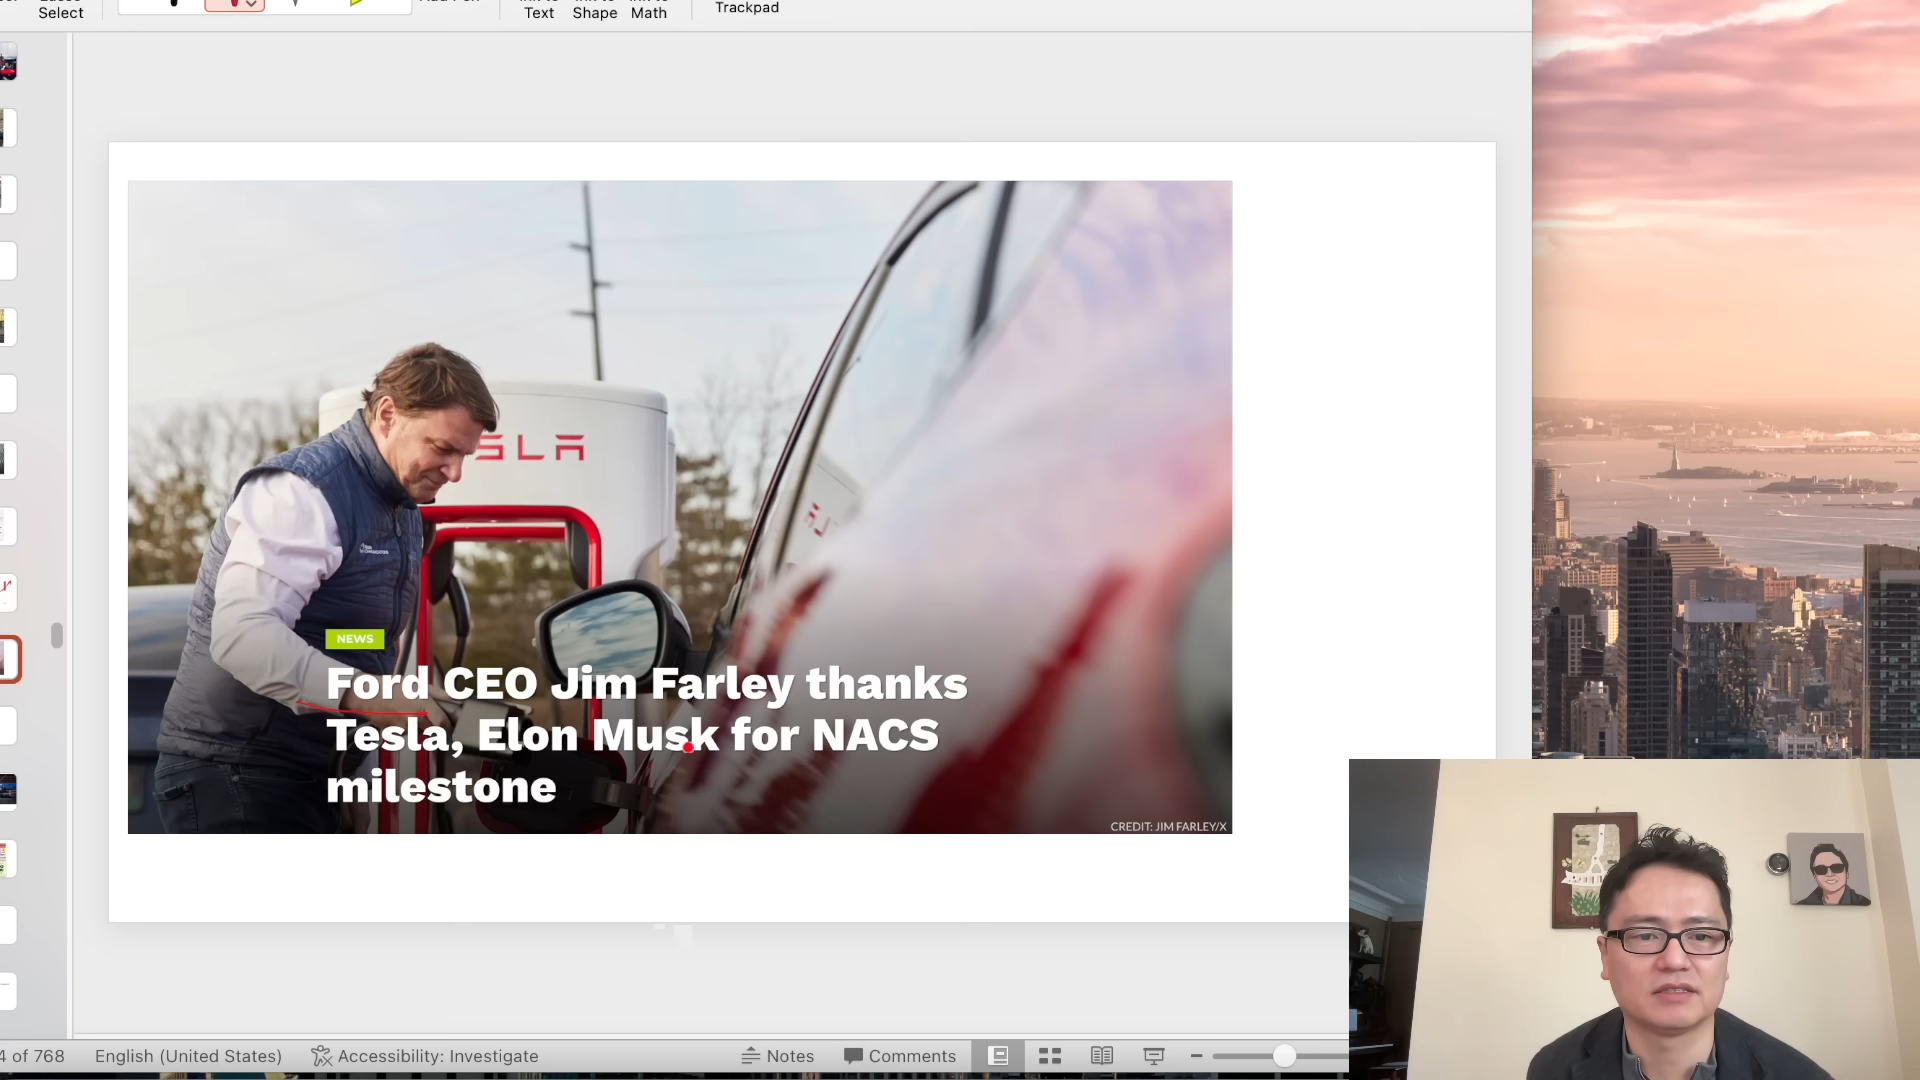 Select
Text
Shape
Math
Trackpad
SLA
NEWS
Ford CEO Jim Farley thanks
Tesla, Elon Musk for NACS
milestone
CREDIT: JIM FARLEY/X
4 of 768
English (United States)
Accessibility: Investigate
Notes
Comments